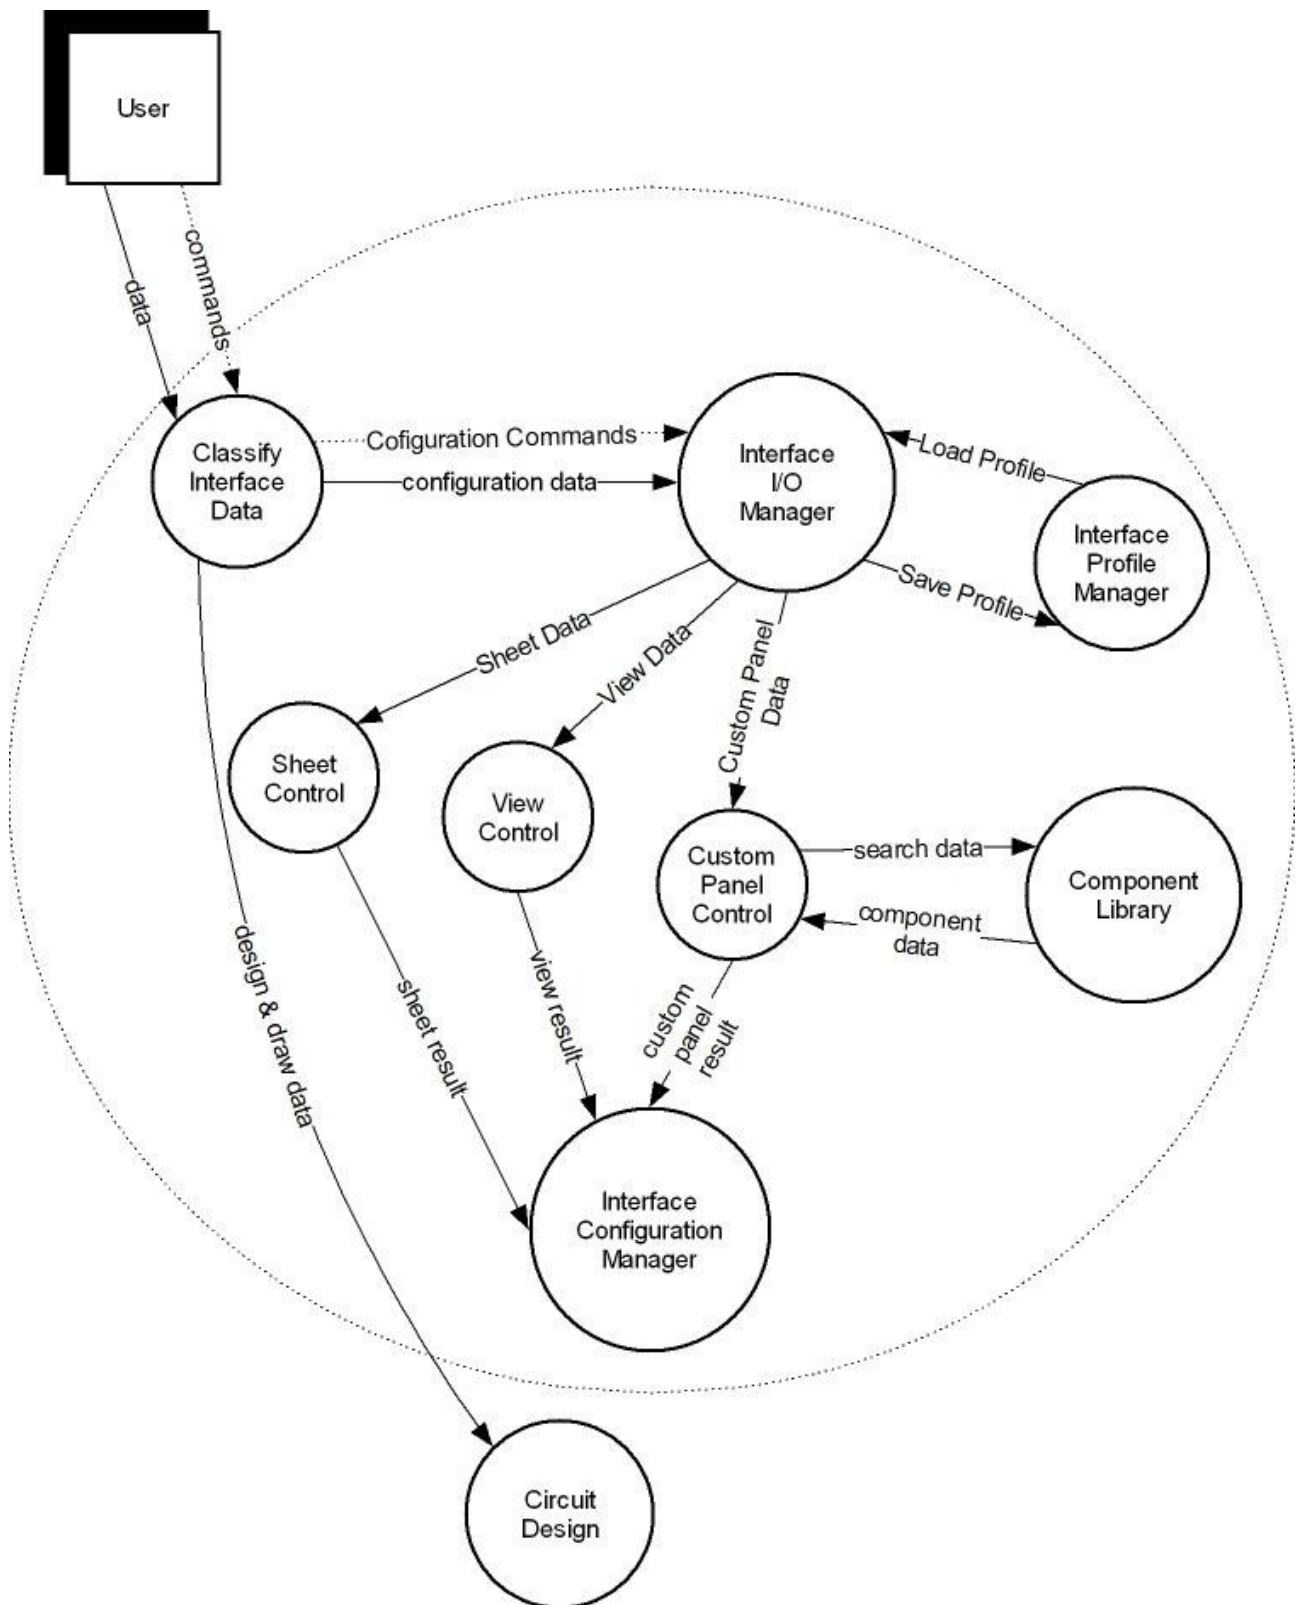 User
commands
data
Classify
Interface
Data
Cofiguration Commands
configuration data
Interface
I/O
Manager
Load Profile
Interface
Profile
Manager
Save Profile
Sheet Data
View Data
Custom Panel
Data
Sheet
Control
View
Control
Custom
Panel
Control
search data
component
data
Component
Library
design & draw data
sheet result
view result
custom
panel
result
Interface
Configuration
Manager
Circuit
Design